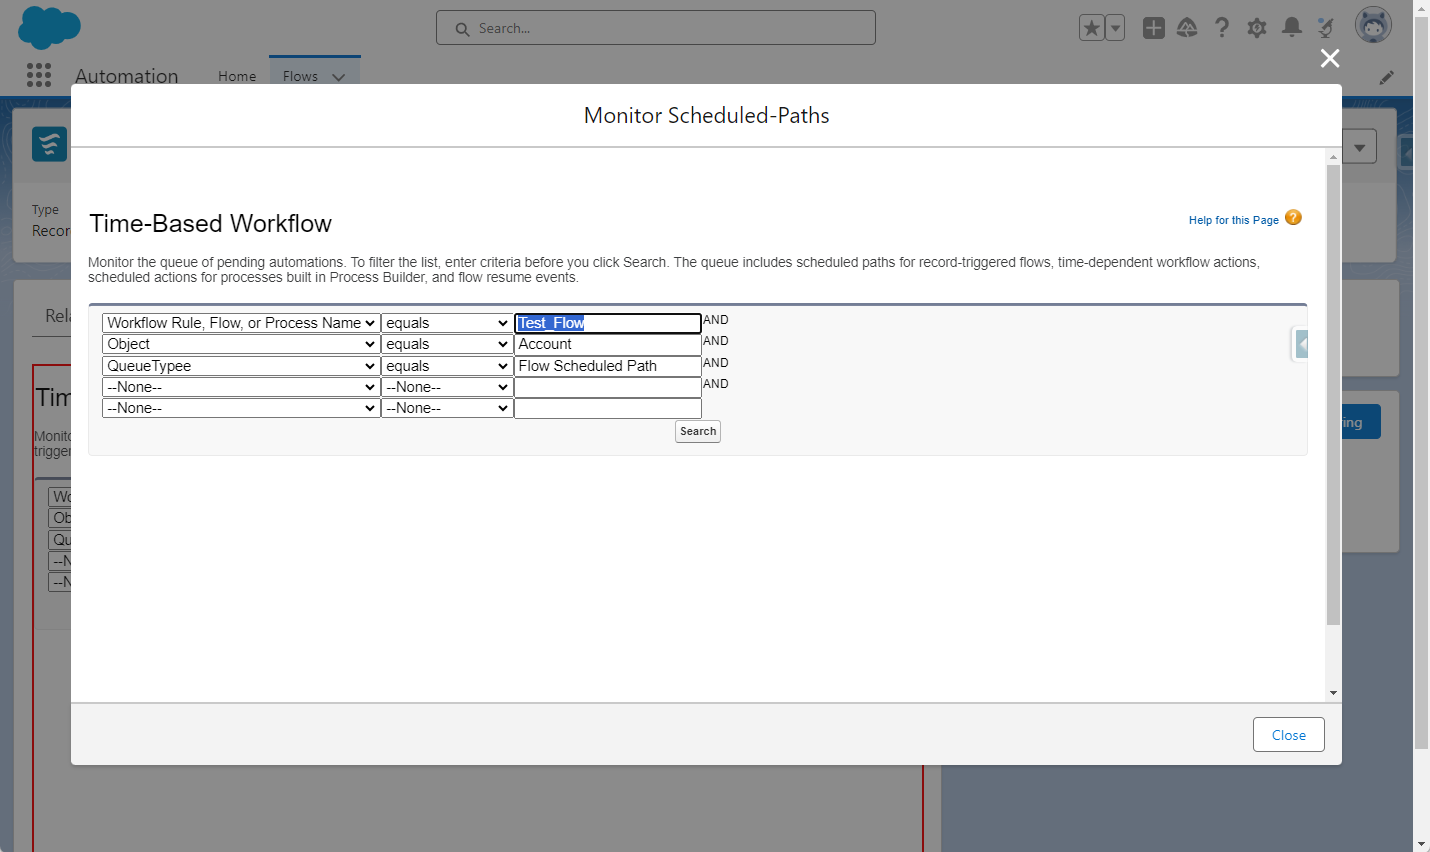 Search...
Automation
Home
Flows
Monitor Scheduled-Paths
Type
Recor
Time-Based Workflow
Help for this Page ?
Monitor the queue of pending automations. To filter the list, enter criteria before you click Search. The queue includes scheduled paths for record-triggered flows, time-dependent workflow actions,
scheduled actions for processes built in Process Builder, and flow resume events.
Rela
Workflow Rule, Flow, or Process Name equals Test_Flow AND
Object equals Account AND
QueueTypee equals Flow Scheduled Path AND
--None-- --None-- AND
--None-- --None--
Search
Tim
Monito
trigger
ing
Wo
Ob
Qu
--N
--N
Close